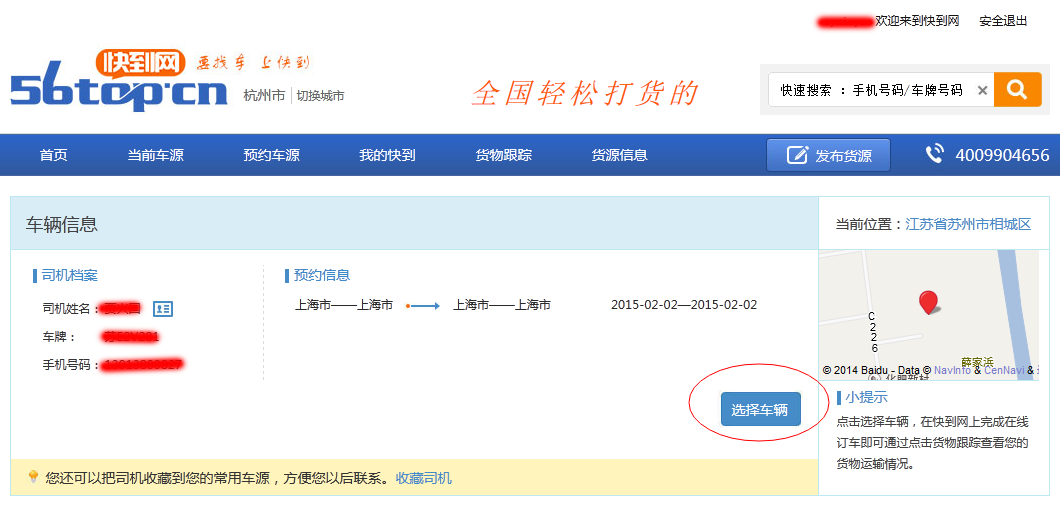 欢迎来到快到网 安全退出
快到网 要找车 上快到
56top.cn 杭州市 切换城市
全国轻松打货的
快速搜索 : 手机号码/车牌号码 ×
首页 当前车源 预约车源 我的快到 货物跟踪 货源信息 发布货源 4009904656
车辆信息
当前位置：江苏省苏州市相城区
司机档案
预约信息
司机姓名：
上海市——上海市 上海市——上海市 2015-02-02—2015-02-02
车牌：
手机号码：
C226
薛家浜
© 2014 Baidu - Data © NavInfo & CenNavi &
选择车辆
小提示
点击选择车辆，在快到网上完成在线
订车即可通过点击货物跟踪查看您的
货物运输情况。
您还可以把司机收藏到您的常用车源，方便您以后联系。收藏司机